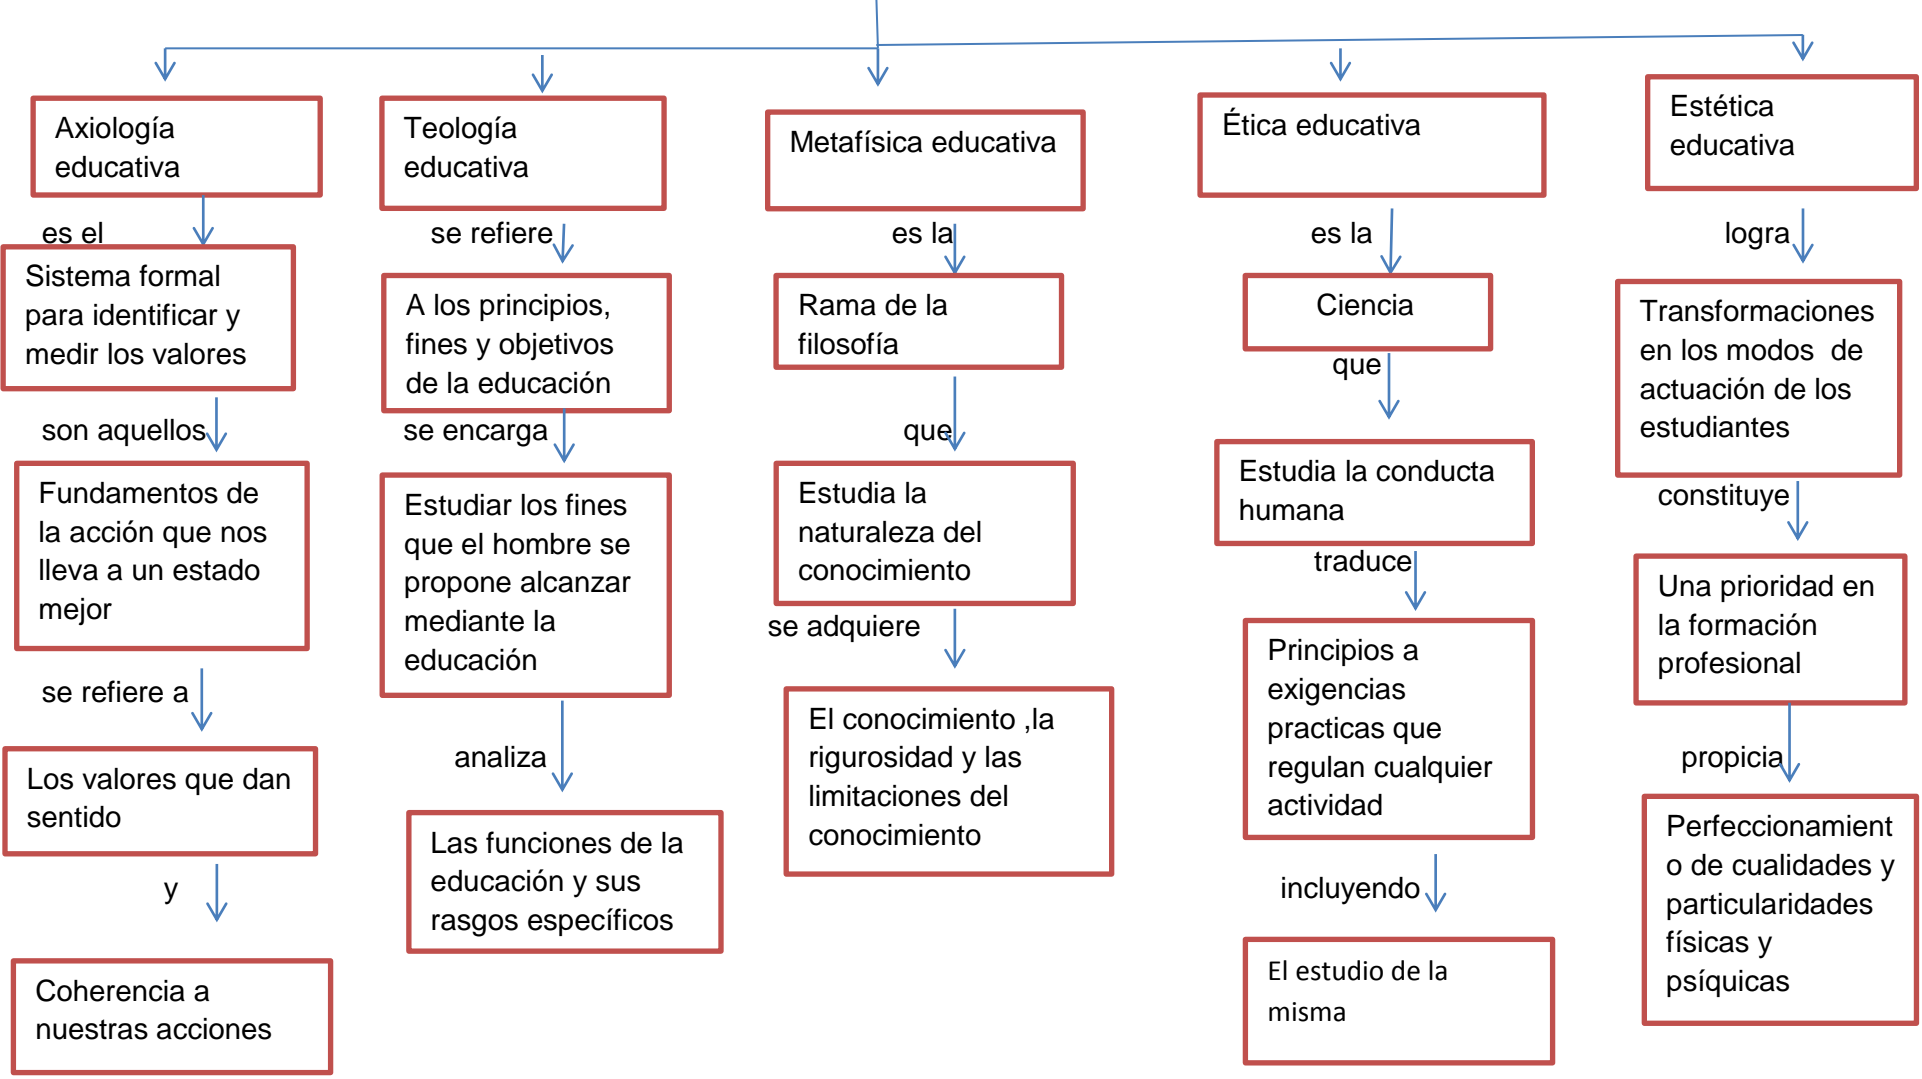 Axiología
educativa
es el
Sistema formal
para identificar y
medir los valores
son aquellos
Fundamentos de
la acción que nos
lleva a un estado
mejor
se refiere a
Los valores que dan
sentido
y
Coherencia a
nuestras acciones
Teología
educativa
se refiere
A los principios,
fines y objetivos
de la educación
se encarga
Estudiar los fines
que el hombre se
propone alcanzar
mediante la
educación
analiza
Las funciones de la
educación y sus
rasgos específicos
Metafísica educativa
es la
Rama de la
filosofía
que
Estudia la
naturaleza del
conocimiento
se adquiere
El conocimiento ,la
rigurosidad y las
limitaciones del
conocimiento
Ética educativa
es la
Ciencia
que
Estudia la conducta
humana
traduce
Principios a
exigencias
practicas que
regulan cualquier
actividad
incluyendo
El estudio de la
misma
Estética
educativa
logra
Transformaciones
en los modos  de
actuación de los
estudiantes
constituye
Una prioridad en
la formación
profesional
propicia
Perfeccionamient
o de cualidades y
particularidades
físicas y
psíquicas